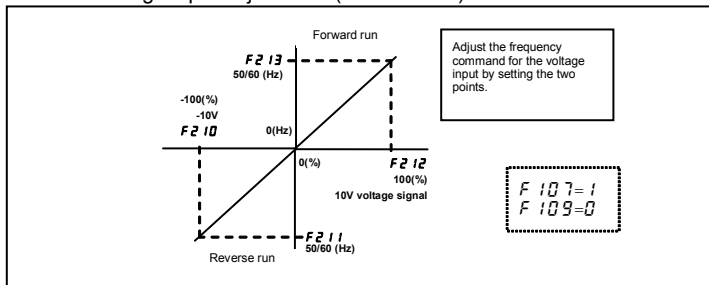 Forward run
F213
50/60 (Hz)
Adjust the frequency
command for the voltage
input by setting the two
points.
-100(%)
-10V
F210
0(Hz)
0(%)
F212
100(%)
10V voltage signal
F107=1
F109=0
F211
50/60 (Hz)
Reverse run